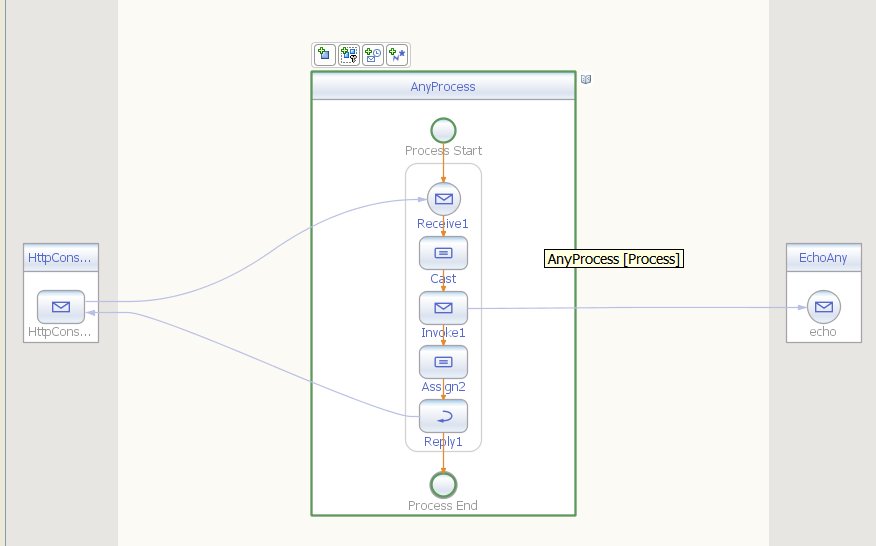 AnyProcess
Process Start
Receive1
HttpCons...
AnyProcess [Process]
EchoAny
Cast
HttpCons...
Invoke1
echo
Assign2
Reply1
Process End